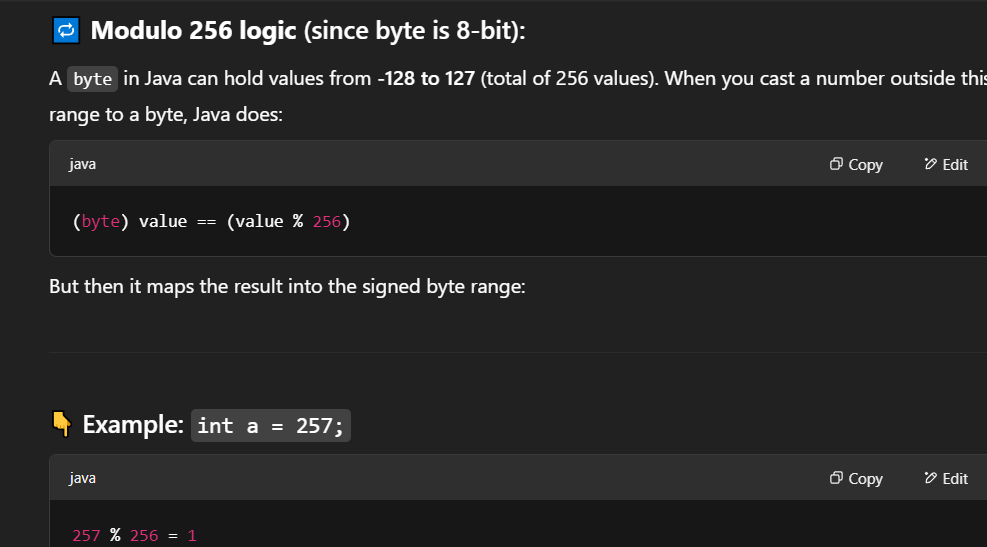 🔁 Modulo 256 logic (since byte is 8-bit):
A byte in Java can hold values from -128 to 127 (total of 256 values). When you cast a number outside this
range to a byte, Java does:
java
Copy
Edit
(byte) value == (value % 256)
But then it maps the result into the signed byte range:
👇 Example: int a = 257;
java
Copy
Edit
257 % 256 = 1